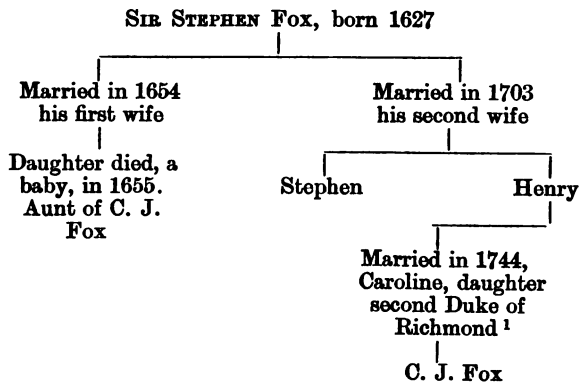 SIR STEPHEN FOX, born 1627
Married in 1654
his first wife
Daughter died, a
baby, in 1655.
Aunt of C. J.
Fox
Married in 1703
his second wife
Stephen
Henry
Married in 1744,
Caroline, daughter
second Duke of
Richmond ¹
C. J. Fox